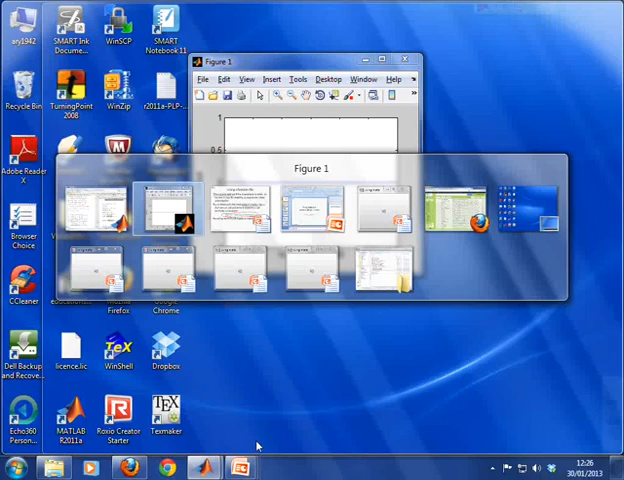 ary1942
SMART Ink
Docume...
WinSCP
SMART
Notebook 11
Figure 1
File Edit View Insert Tools Desktop Window Help
Recycle Bin
TurningPoint
2008
WinZip
r2011a-PLP-
1
0.5
Figure 1
Adobe Reader
X
Browser
Choice
CCleaner
Mozilla
Firefox
Google
Chrome
Dell Backup
and Recove...
licence.lic
WinShell
Dropbox
TeX
TEX
Echo360
Person...
MATLAB
R2011a
Roxio Creator
Starter
Texmaker
12:26
30/01/2013